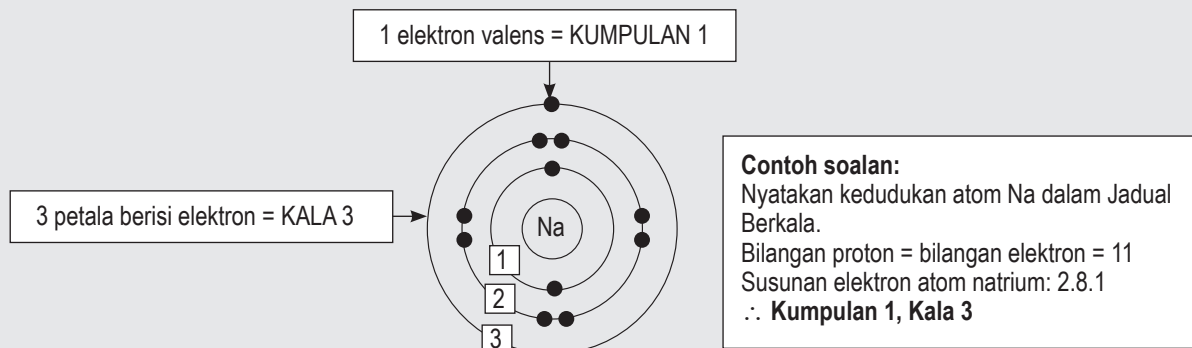 1 elektron valens = KUMPULAN 1
3 petala berisi elektron = KALA 3
Na
1
2
3
Contoh soalan:
Nyatakan kedudukan atom Na dalam Jadual
Berkala.
Bilangan proton = bilangan elektron = 11
Susunan elektron atom natrium: 2.8.1
∴ Kumpulan 1, Kala 3